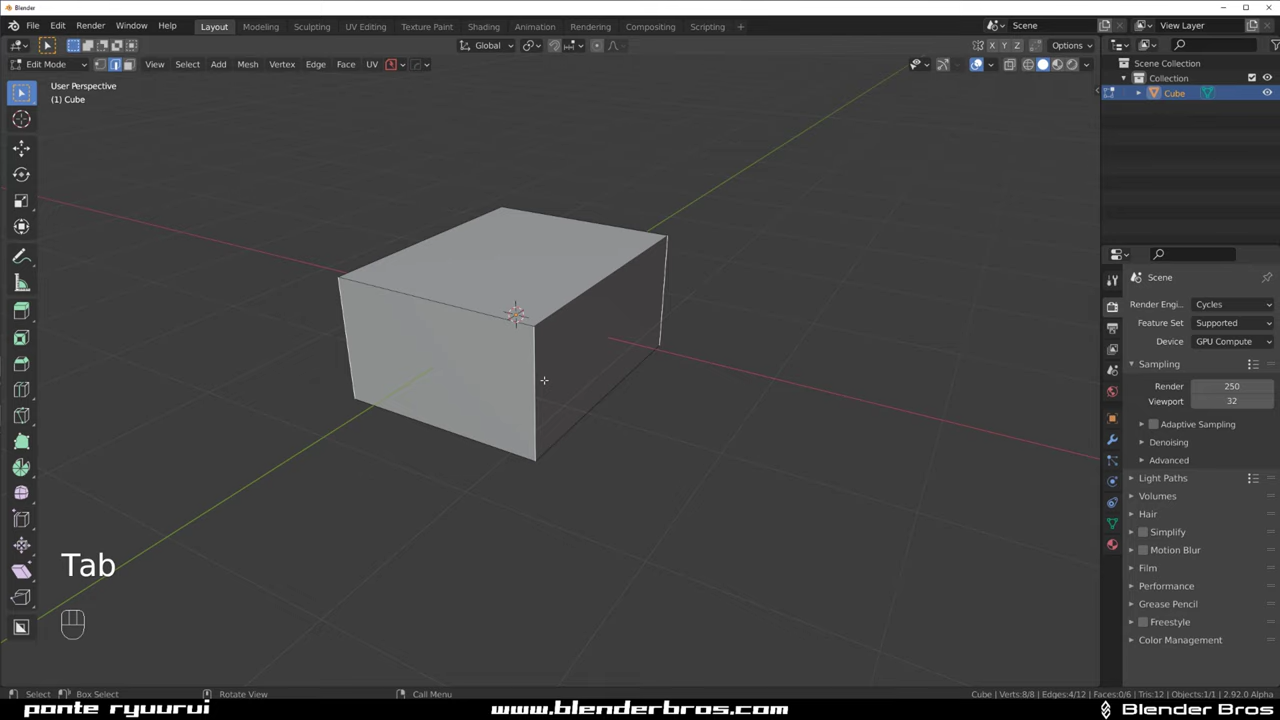 Blender
File Edit Render Window Help Layout Modeling Sculpting UV Editing Texture Paint Shading Animation Rendering Compositing Scripting + Scene View Layer
Global X Y Z Options
Edit Mode View Select Add Mesh Vertex Edge Face UV
User Perspective
(1) Cube
Scene Collection
Collection
Cube
Scene
Render Engi... Cycles
Feature Set Supported
Device GPU Compute
Sampling
Render 250
Viewport 32
Adaptive Sampling
Denoising
Advanced
Light Paths
Volumes
Hair
Simplify
Motion Blur
Film
Performance
Grease Pencil
Freestyle
Color Management
Tab
Select Box Select Rotate View Call Menu Cube | Verts:8/8 | Edges:4/12 | Faces:0/6 | Tris:12 | Objects:1/1 | 2.92.0 Alpha
ponte ryuurui www.blenderbros.com Blender Bros